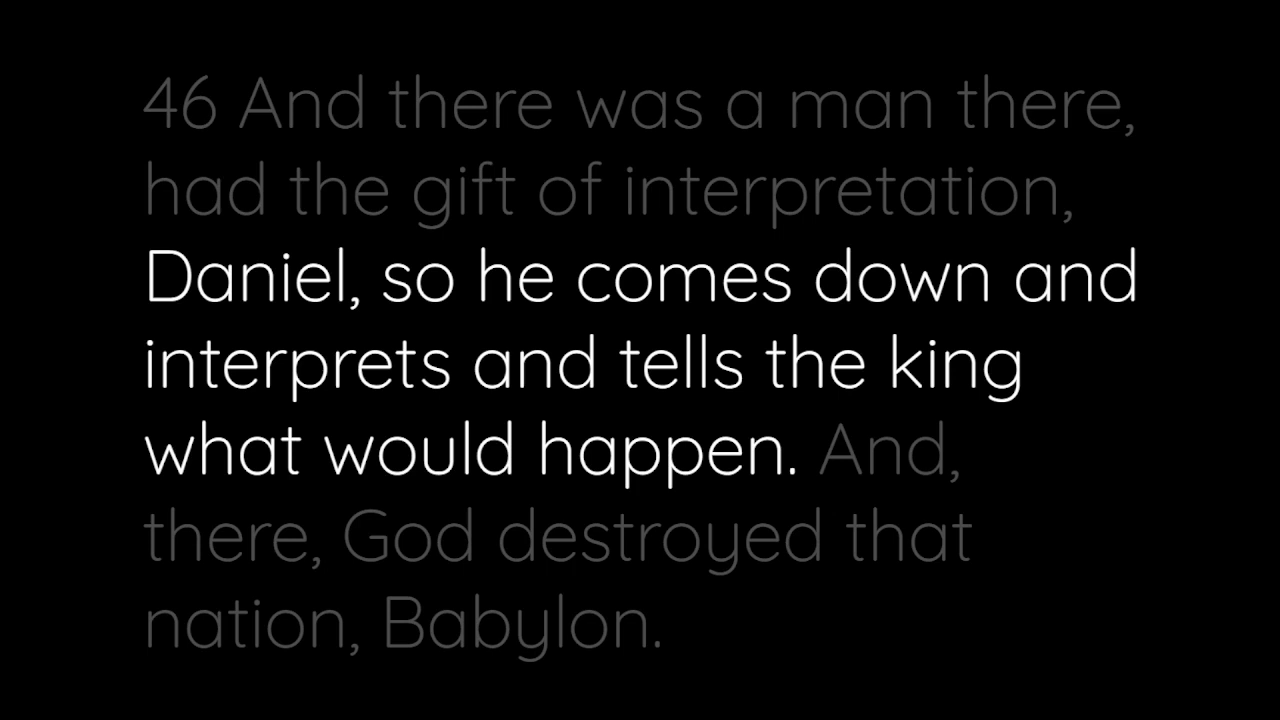 46 And there was a man there,
had the gift of interpretation,
Daniel, so he comes down and
interprets and tells the king
what would happen. And,
there, God destroyed that
nation, Babylon.